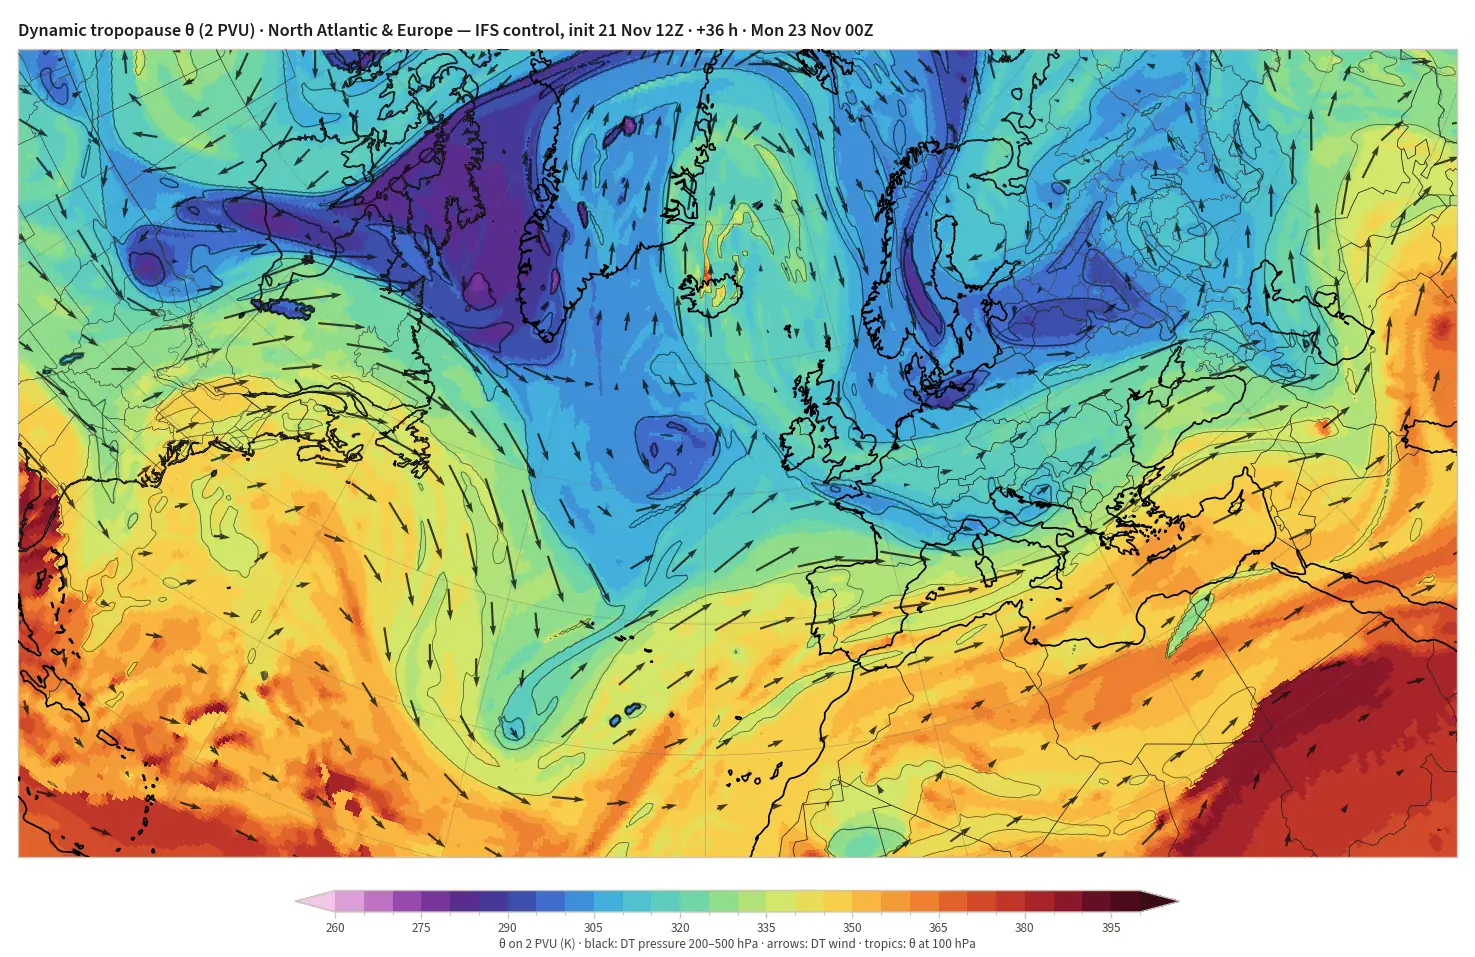 Dynamic tropopause θ (2 PVU) · North Atlantic & Europe — IFS control, init 21 Nov 12Z · +36 h · Mon 23 Nov 00Z
260 275 290 305 320 335 350 365 380 395
θ on 2 PVU (K) · black: DT pressure 200–500 hPa · arrows: DT wind · tropics: θ at 100 hPa